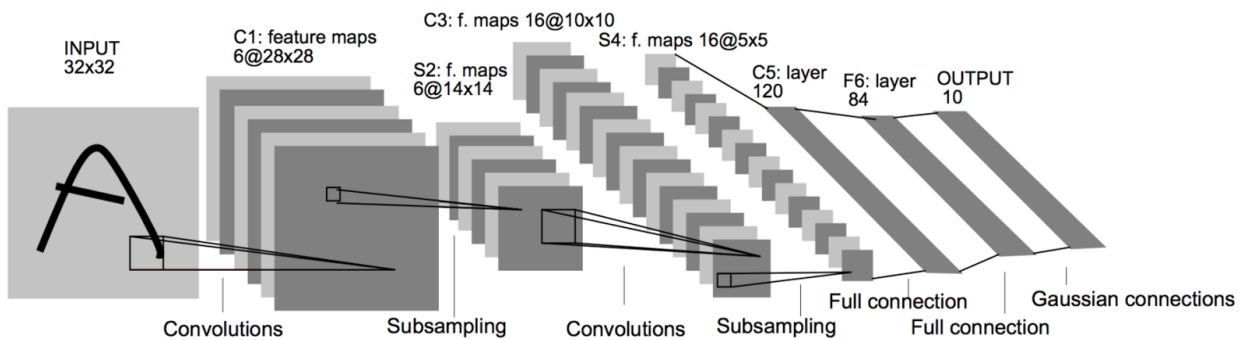 INPUT
32x32
C1: feature maps
6@28x28
S2: f. maps
6@14x14
C3: f. maps 16@10x10
S4: f. maps 16@5x5
C5: layer
120
F6: layer
84
OUTPUT
10
Convolutions
Subsampling
Convolutions
Subsampling
Full connection
Full connection
Gaussian connections